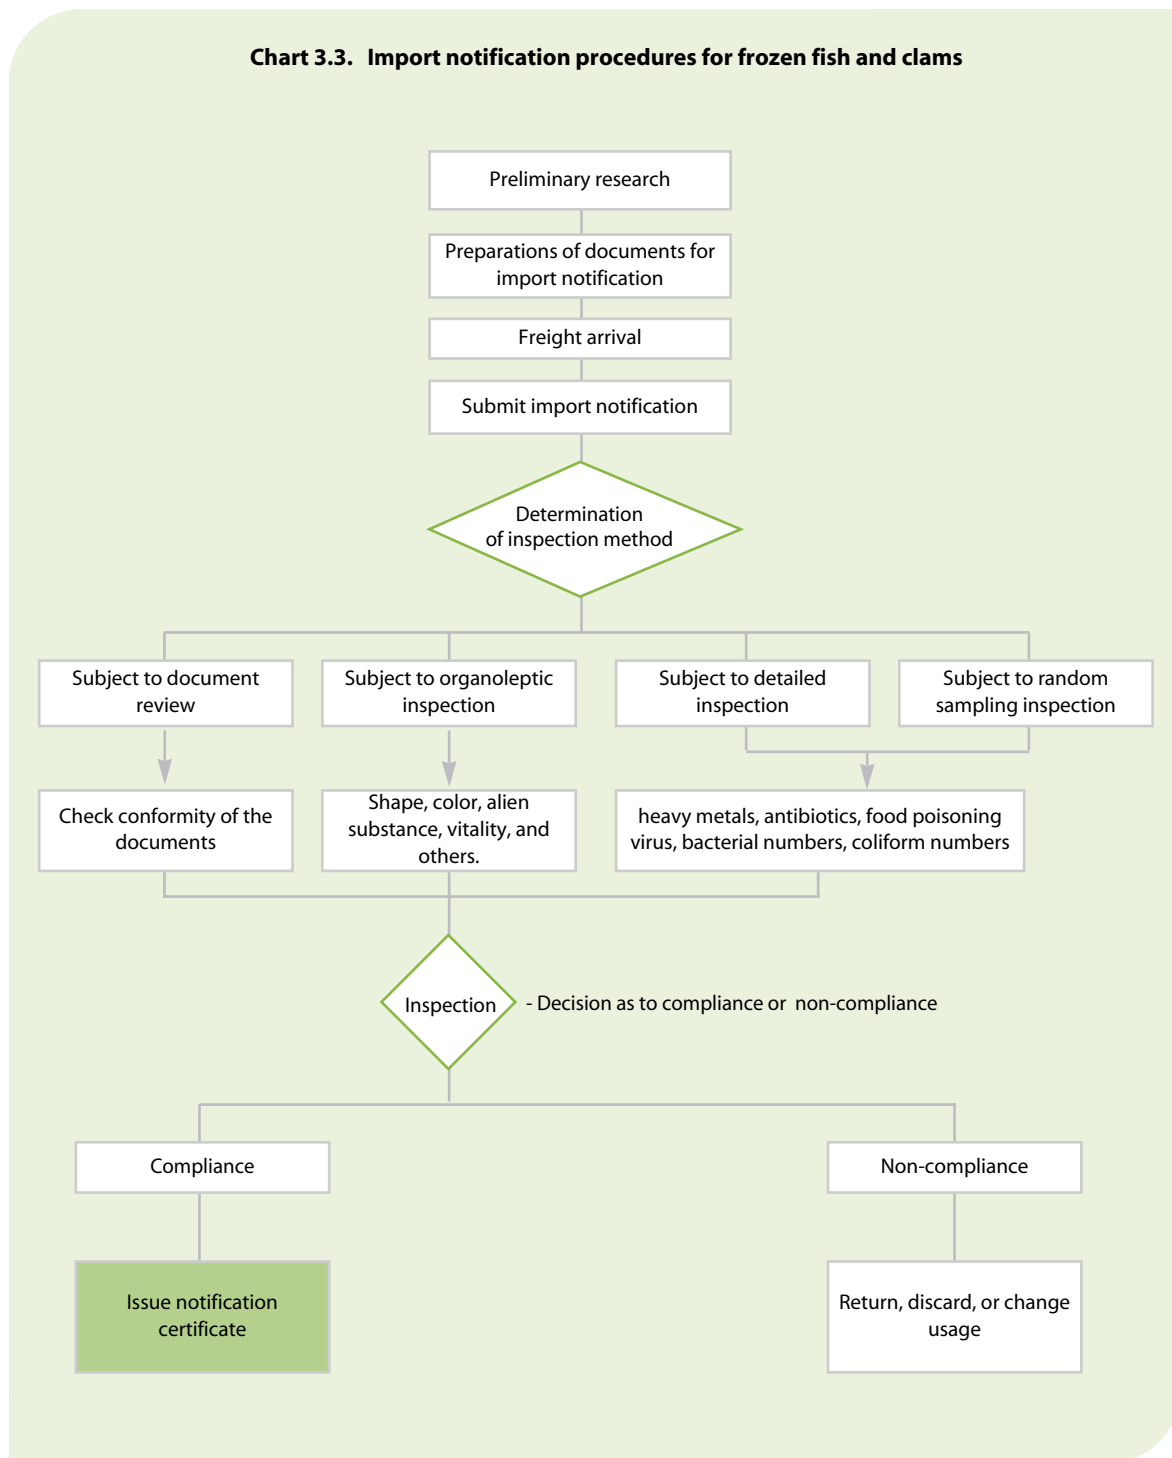 Chart 3.3. Import notification procedures for frozen fish and clams
Preliminary research
Preparations of documents for
import notification
Freight arrival
Submit import notification
Determination
of inspection method
Subject to document
review
Subject to organoleptic
inspection
Subject to detailed
inspection
Subject to random
sampling inspection
Check conformity of the
documents
Shape, color, alien
substance, vitality, and
others.
heavy metals, antibiotics, food poisoning
virus, bacterial numbers, coliform numbers
Inspection
- Decision as to compliance or non-compliance
Compliance
Non-compliance
Issue notification
certificate
Return, discard, or change
usage